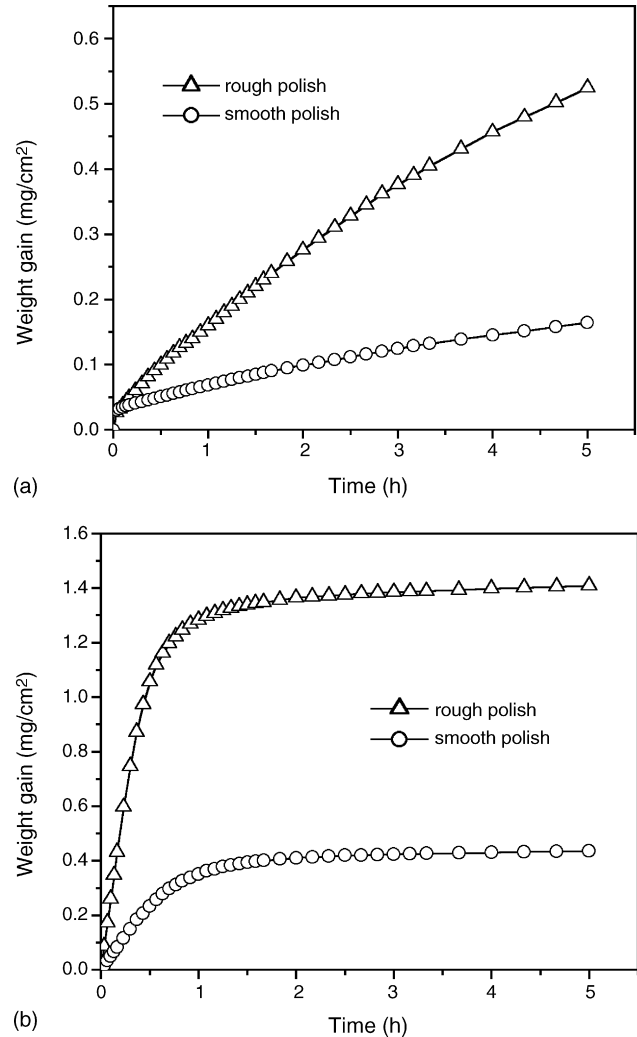 0.6
0.5
0.4
0.3
0.2
0.1
0.0
Weight gain (mg/cm²)
rough polish
smooth polish
0 1 2 3 4 5
(a)
Time (h)
1.6
1.4
1.2
1.0
0.8
0.6
0.4
0.2
0.0
Weight gain (mg/cm²)
rough polish
smooth polish
0 1 2 3 4 5
(b)
Time (h)